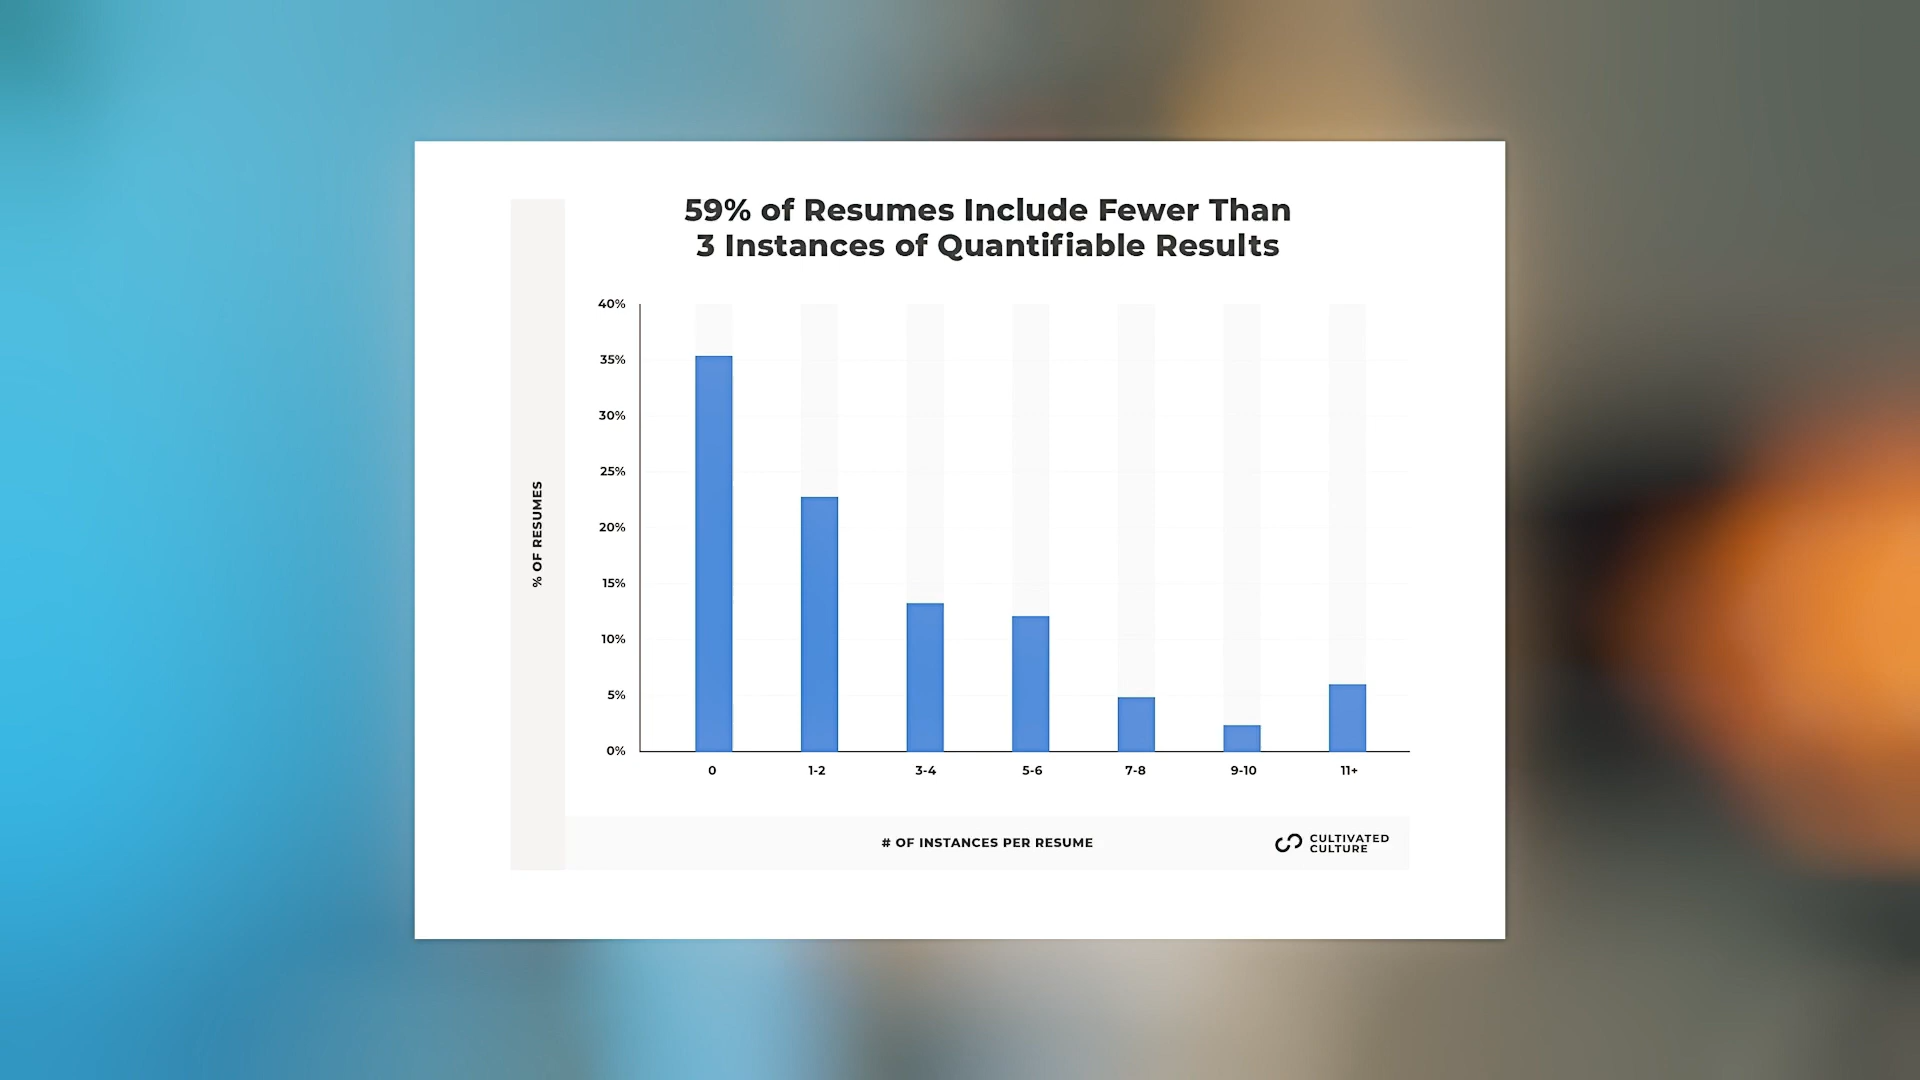 59% of Resumes Include Fewer Than
3 Instances of Quantifiable Results
% OF RESUMES
40%
35%
30%
25%
20%
15%
10%
5%
0%
0 1-2 3-4 5-6 7-8 9-10 11+
# OF INSTANCES PER RESUME
CULTIVATED
CULTURE